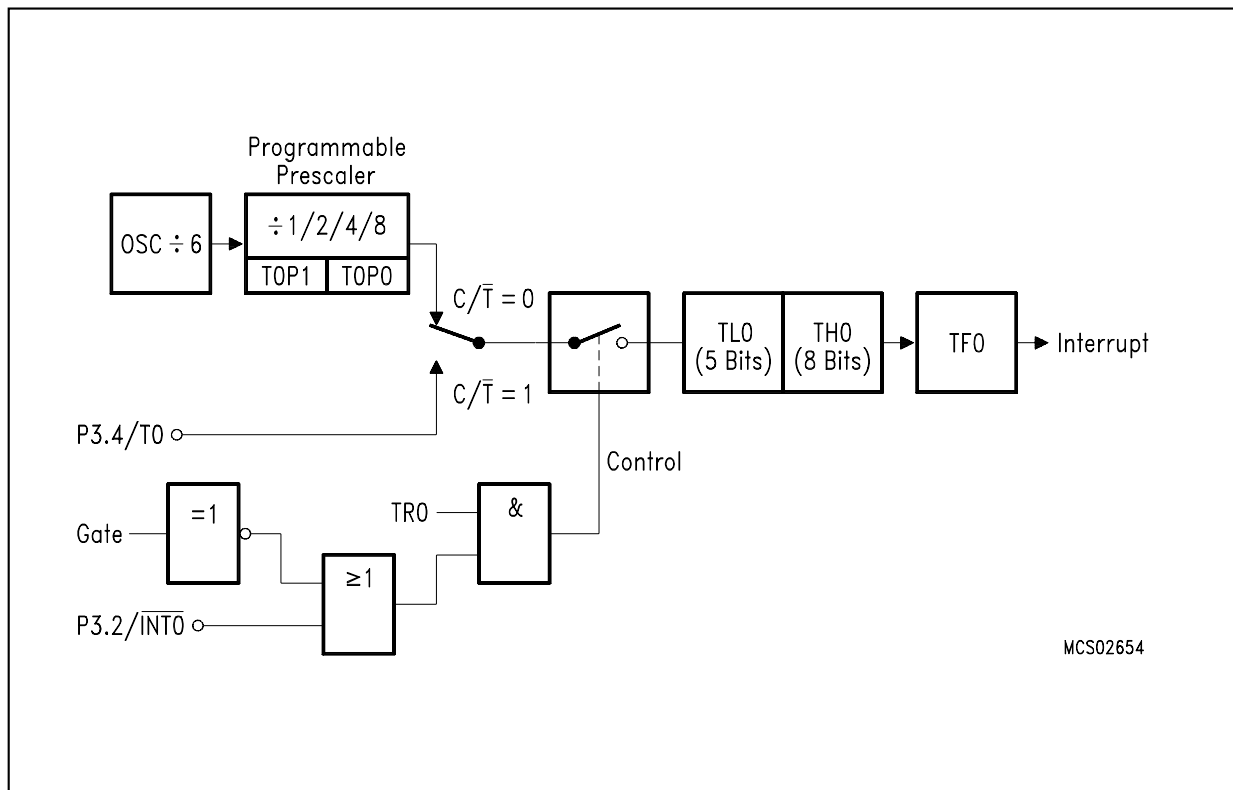 Programmable
Prescaler
OSC ÷ 6
÷ 1/2/4/8
T0P1 T0P0
C/T̅ = 0
TL0
(5 Bits)
TH0
(8 Bits)
TF0
Interrupt
C/T̅ = 1
P3.4/T0
Control
TR0
&
=1
Gate
≥1
P3.2/I̅N̅T̅0̅
MCS02654